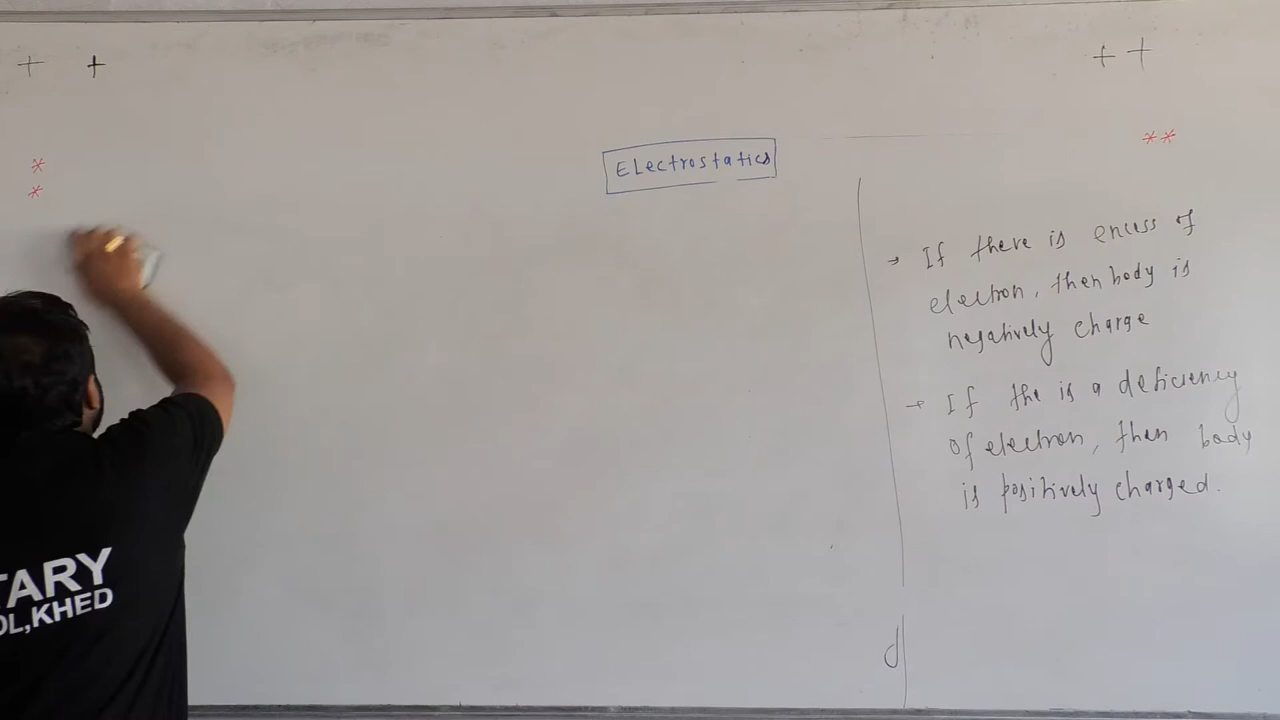 + +
+ +
*
*
**
ELectrostatics
→ If there is excess of
electron, then body is
negatively charge
→ If the is a deficiency
of electron, then body
is positively charged.
d
TARY
OL,KHED